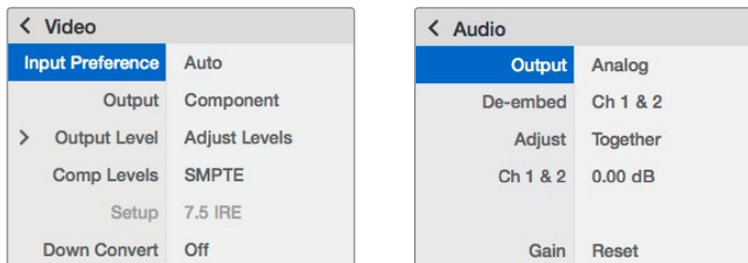 Video
Input Preference Auto
Output Component
Output Level Adjust Levels
Comp Levels SMPTE
Setup 7.5 IRE
Down Convert Off
Audio
Output Analog
De-embed Ch 1 & 2
Adjust Together
Ch 1 & 2 0.00 dB
Gain Reset